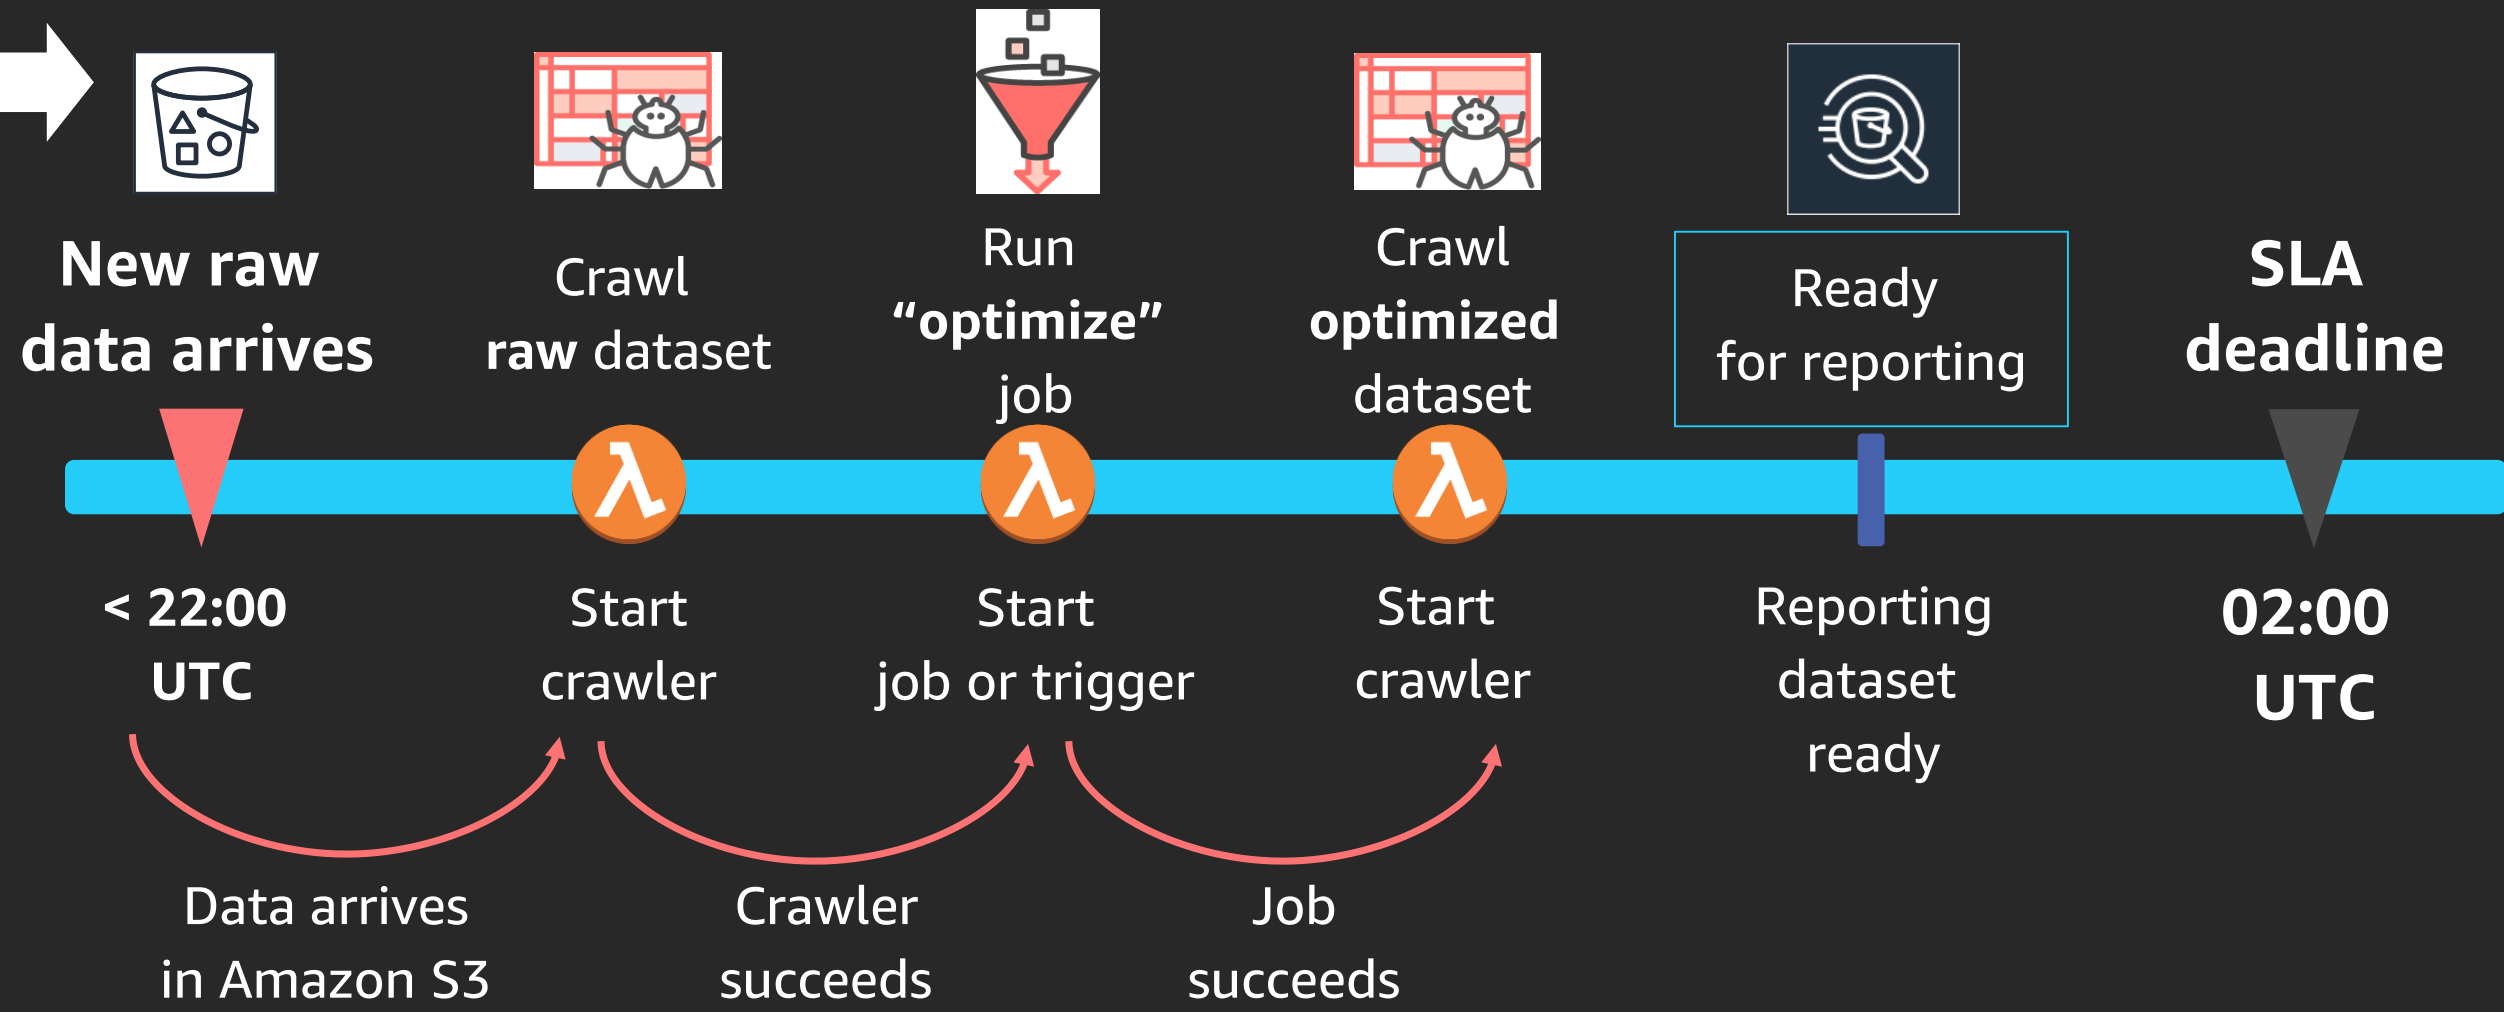 New raw
data arrives
Crawl
raw dataset
Run
“optimize”
job
Crawl
optimized
dataset
Ready
for reporting
SLA
deadline
< 22:00
UTC
Start
crawler
Start
job or trigger
Start
crawler
Reporting
dataset
ready
02:00
UTC
Data arrives
in Amazon S3
Crawler
succeeds
Job
succeeds